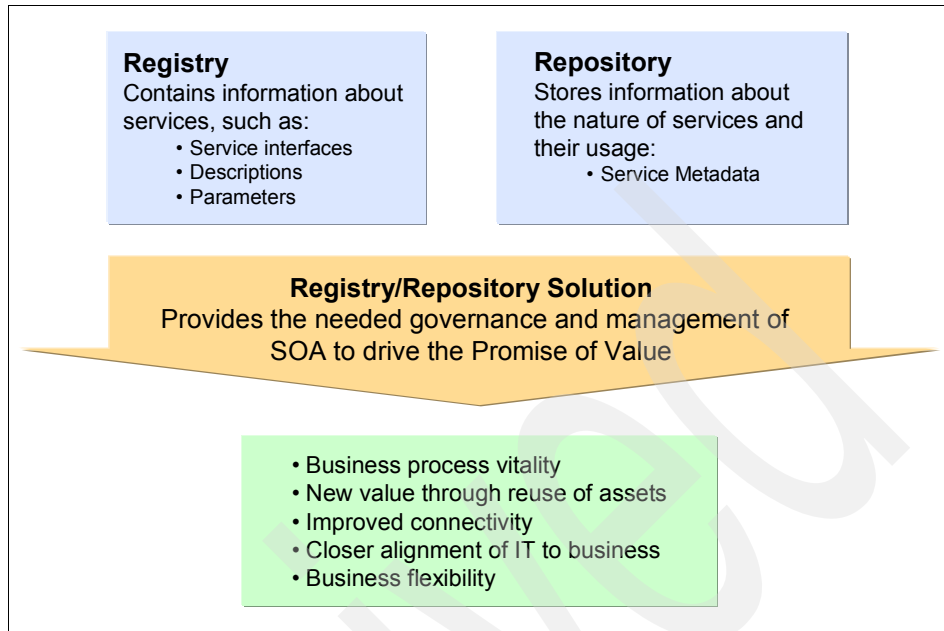 Registry
Contains information about
services, such as:
• Service interfaces
• Descriptions
• Parameters
Repository
Stores information about
the nature of services and
their usage:
• Service Metadata
Registry/Repository Solution
Provides the needed governance and management of
SOA to drive the Promise of Value
• Business process vitality
• New value through reuse of assets
• Improved connectivity
• Closer alignment of IT to business
• Business flexibility